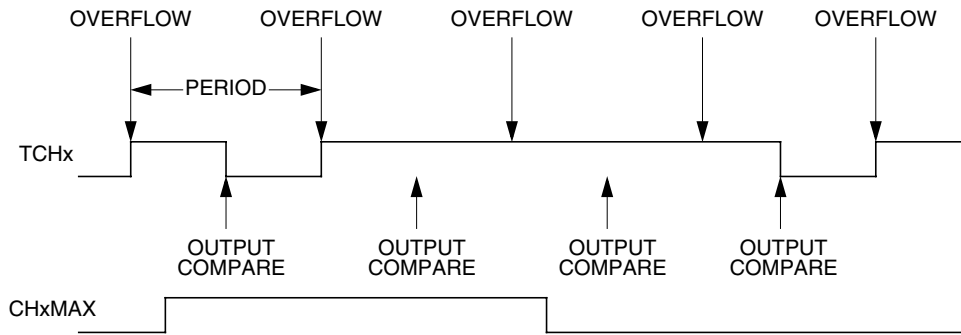 OVERFLOW OVERFLOW OVERFLOW OVERFLOW OVERFLOW
PERIOD
TCHx
OUTPUT OUTPUT OUTPUT OUTPUT
COMPARE COMPARE COMPARE COMPARE
CHxMAX